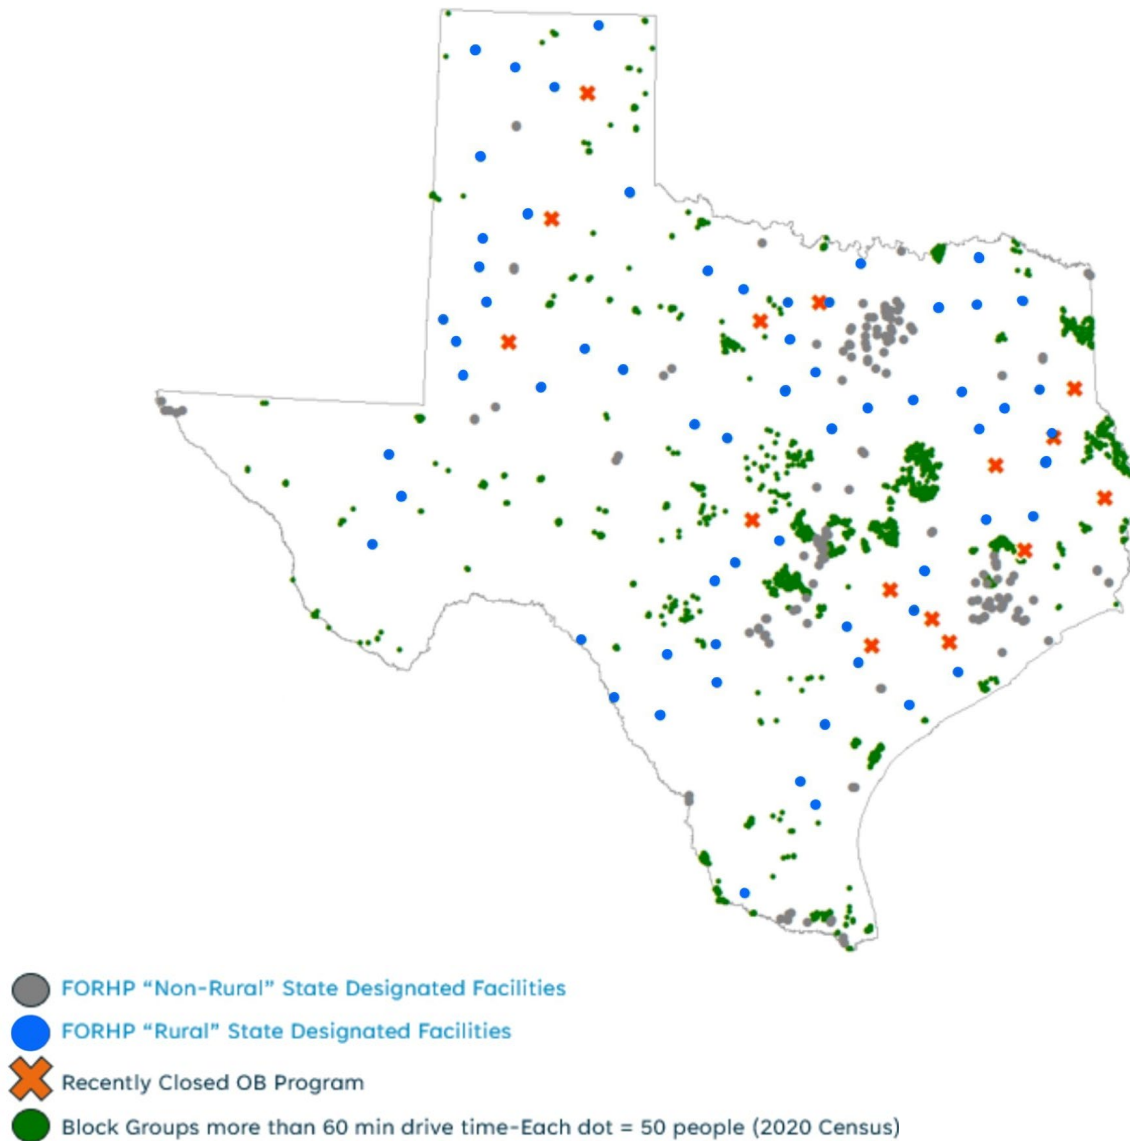 FORHP “Non-Rural” State Designated Facilities
FORHP “Rural” State Designated Facilities
Recently Closed OB Program
Block Groups more than 60 min drive time-Each dot = 50 people (2020 Census)